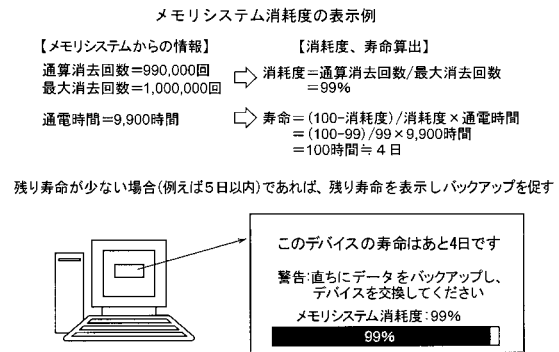 メモリシステム消耗度の表示例
【メモリシステムからの情報】
通算消去回数=990,000回
最大消去回数=1,000,000回
通電時間=9,900時間
【消耗度、寿命算出】
消耗度=通算消去回数/最大消去回数
=99%
寿命=(100-消耗度)/消耗度×通電時間
=(100-99)/99×9,900時間
=100時間≒4日
残り寿命が少ない場合(例えば5日以内)であれば、残り寿命を表示しバックアップを促す
このデバイスの寿命はあと4日です
警告:直ちにデータをバックアップし、
デバイスを交換してください
メモリシステム消耗度:99%
99%